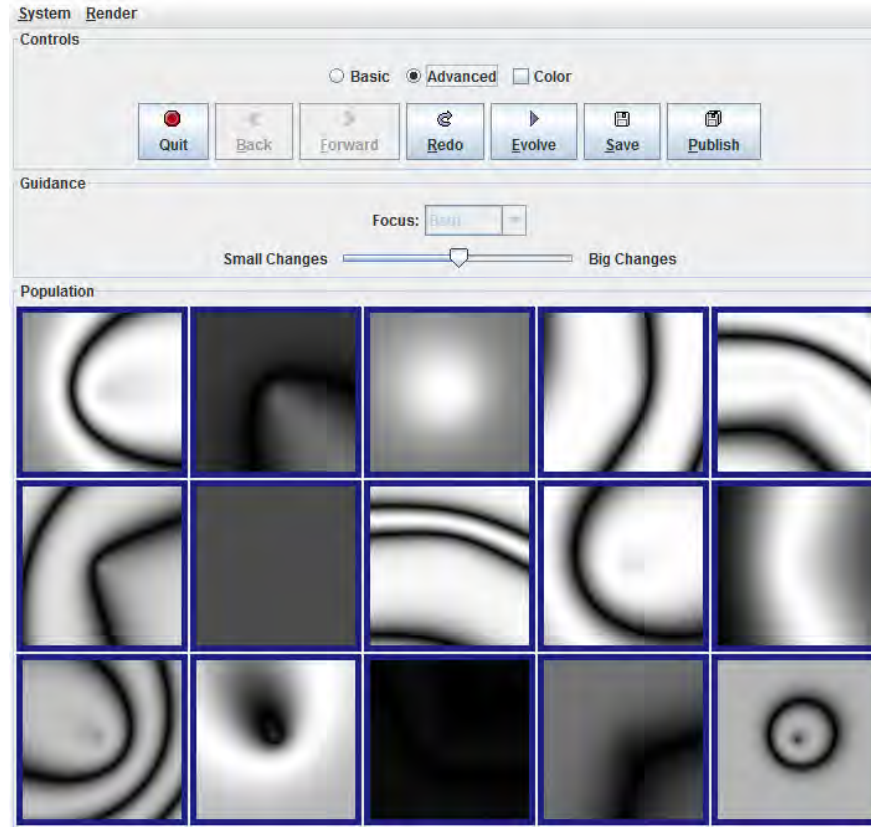 System Render
Controls
Basic Advanced Color
Quit Back Forward Redo Evolve Save Publish
Guidance
Focus:
Small Changes Big Changes
Population